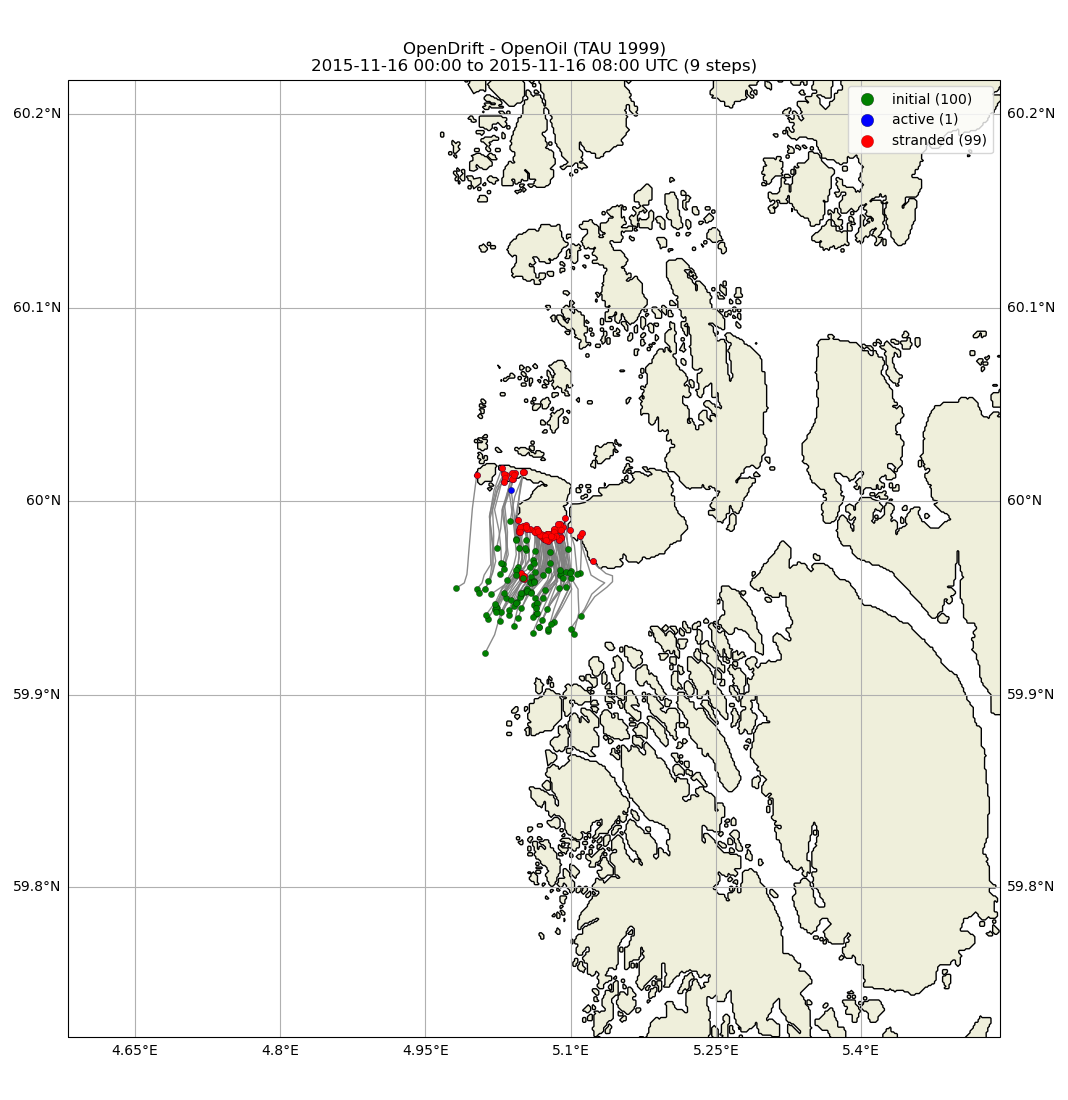 OpenDrift - OpenOil (TAU 1999)
2015-11-16 00:00 to 2015-11-16 08:00 UTC (9 steps)
initial (100)
active (1)
stranded (99)
60.2°N 60.2°N
60.1°N 60.1°N
60°N 60°N
59.9°N 59.9°N
59.8°N 59.8°N
4.65°E 4.8°E 4.95°E 5.1°E 5.25°E 5.4°E